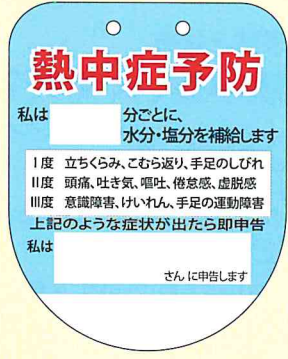 熱中症予防
私は 分ごとに、
水分・塩分を補給します
I度 立ちくらみ、こむら返り、手足のしびれ
II度 頭痛、吐き気、嘔吐、倦怠感、虚脱感
III度 意識障害、けいれん、手足の運動障害
上記のような症状が出たら即申告
私は
さん に申告します